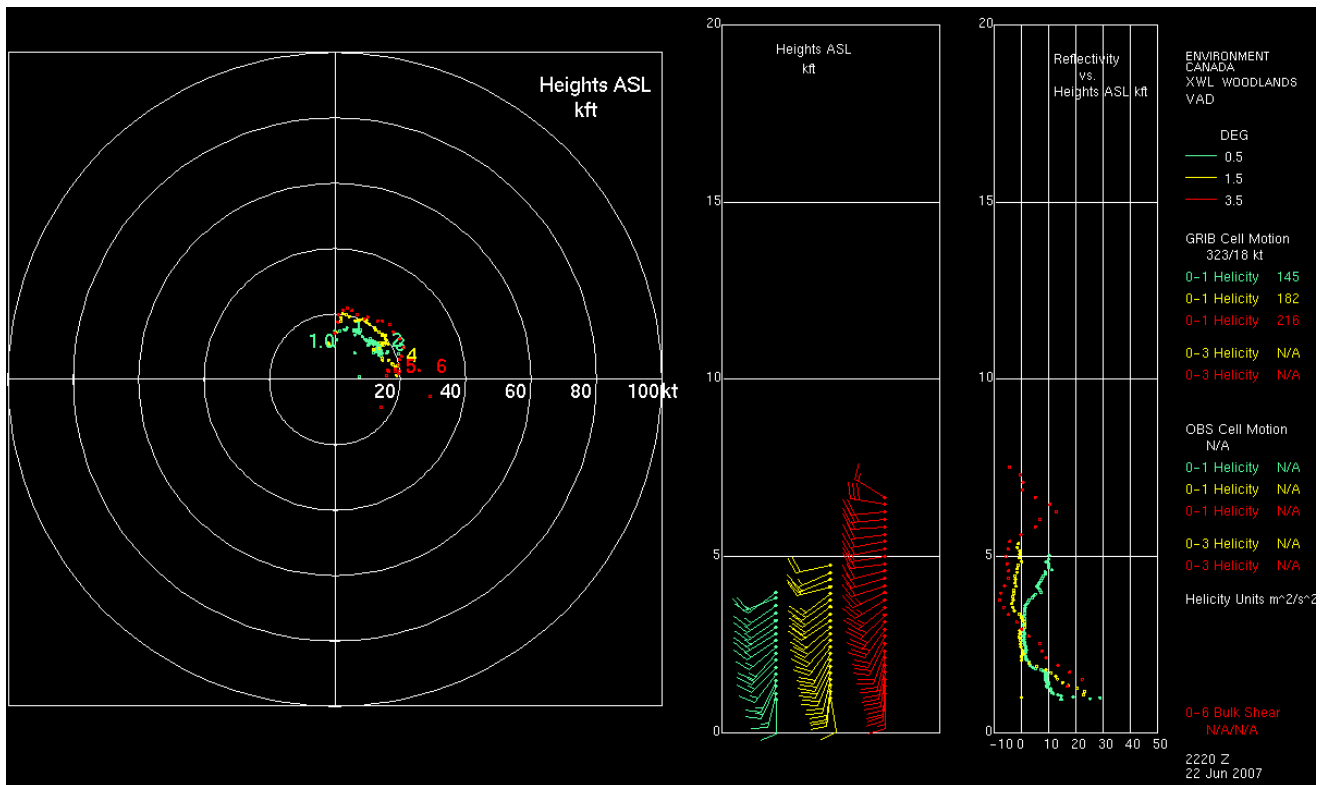 Heights ASL
kft
1.0
2
4
5
6
20
40
60
80
100kt
20
15
10
5
0
Heights ASL
kft
20
15
10
5
0
Reflectivity
vs.
Heights ASL kft
-10 0 10 20 30 40 50
ENVIRONMENT
CANADA
XWL WOODLANDS
VAD
DEG
0.5
1.5
3.5
GRIB Cell Motion
323/18 kt
0-1 Helicity 145
0-1 Helicity 182
0-1 Helicity 216
0-3 Helicity N/A
0-3 Helicity N/A
OBS Cell Motion
N/A
0-1 Helicity N/A
0-1 Helicity N/A
0-1 Helicity N/A
0-3 Helicity N/A
0-3 Helicity N/A
Helicity Units m^2/s^2
0-6 Bulk Shear
N/A/N/A
2220 Z
22 Jun 2007